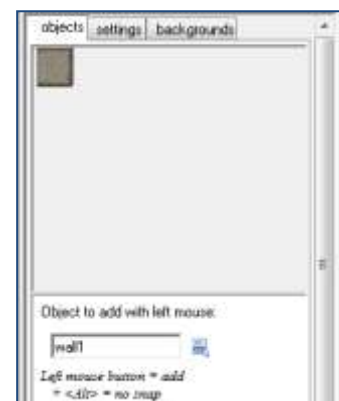 objects settings backgrounds
Object to add with left mouse:
wall1
Left mouse button = add
+ <Alt> = no snap